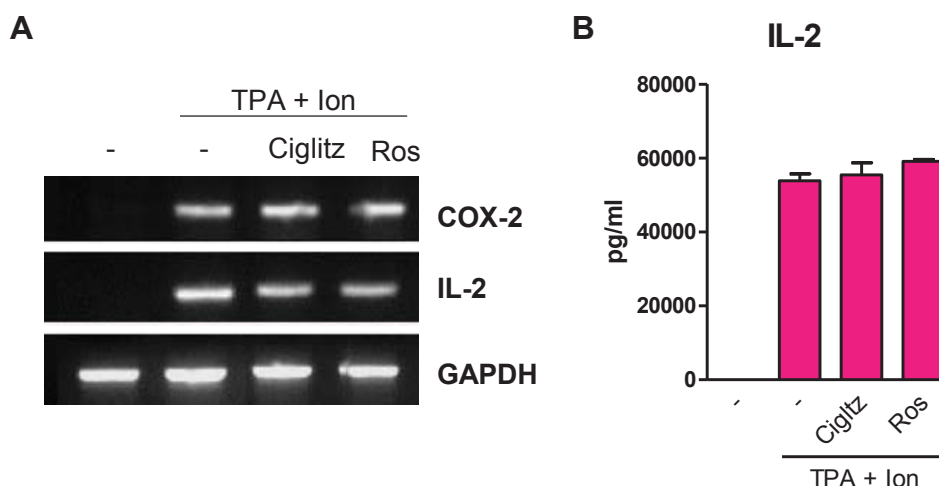 A
TPA + Ion
- - Ciglitz Ros
COX-2
IL-2
GAPDH
B
IL-2
80000
60000
40000
20000
0
pg/ml
- - Cigltz Ros
TPA + Ion